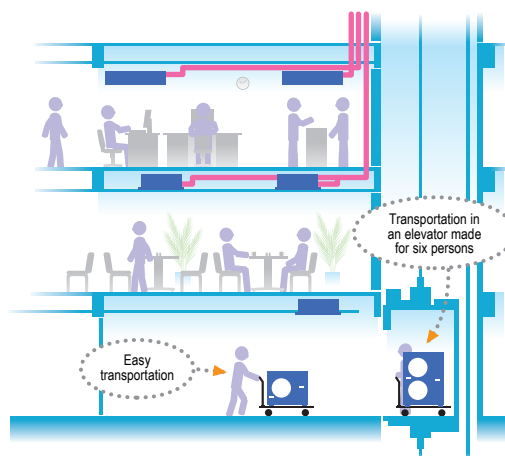 Transportation in
an elevator made
for six persons
Easy
transportation